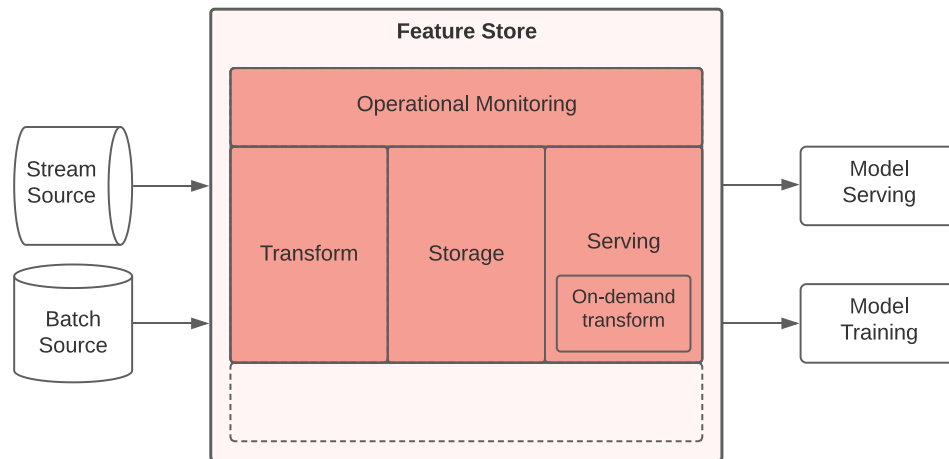 Feature Store
Operational Monitoring
Stream
Source
Batch
Source
Transform
Storage
Serving
On-demand
transform
Model
Serving
Model
Training